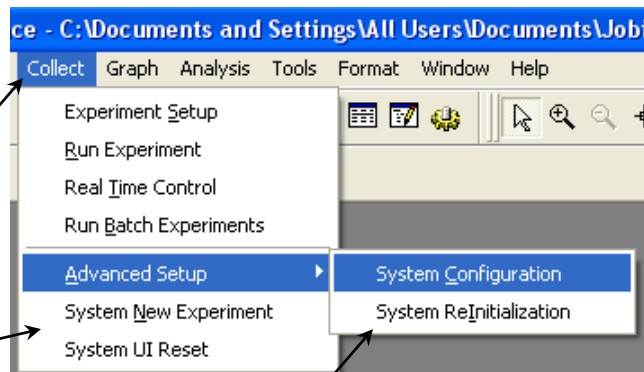 ce - C:\Documents and Settings\All Users\Documents\Job
Collect Graph Analysis Tools Format Window Help
Experiment Setup
Run Experiment
Real Time Control
Run Batch Experiments
Advanced Setup System Configuration
System New Experiment System ReInitialization
System UI Reset